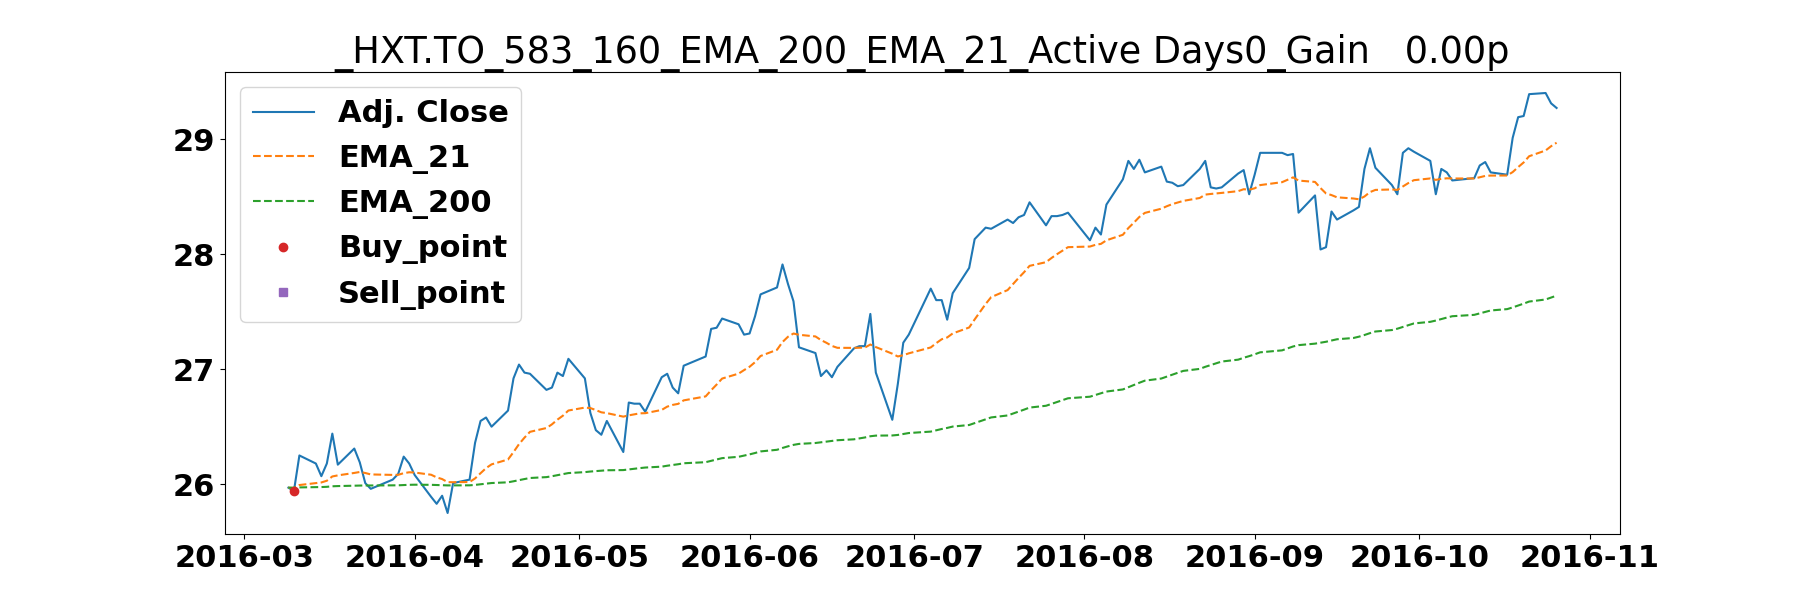 _HXT.TO_583_160_EMA_200_EMA_21_Active Days0_Gain   0.00p
Adj. Close
EMA_21
EMA_200
Buy_point
Sell_point
29
28
27
26
2016-03 2016-04 2016-05 2016-06 2016-07 2016-08 2016-09 2016-10 2016-11